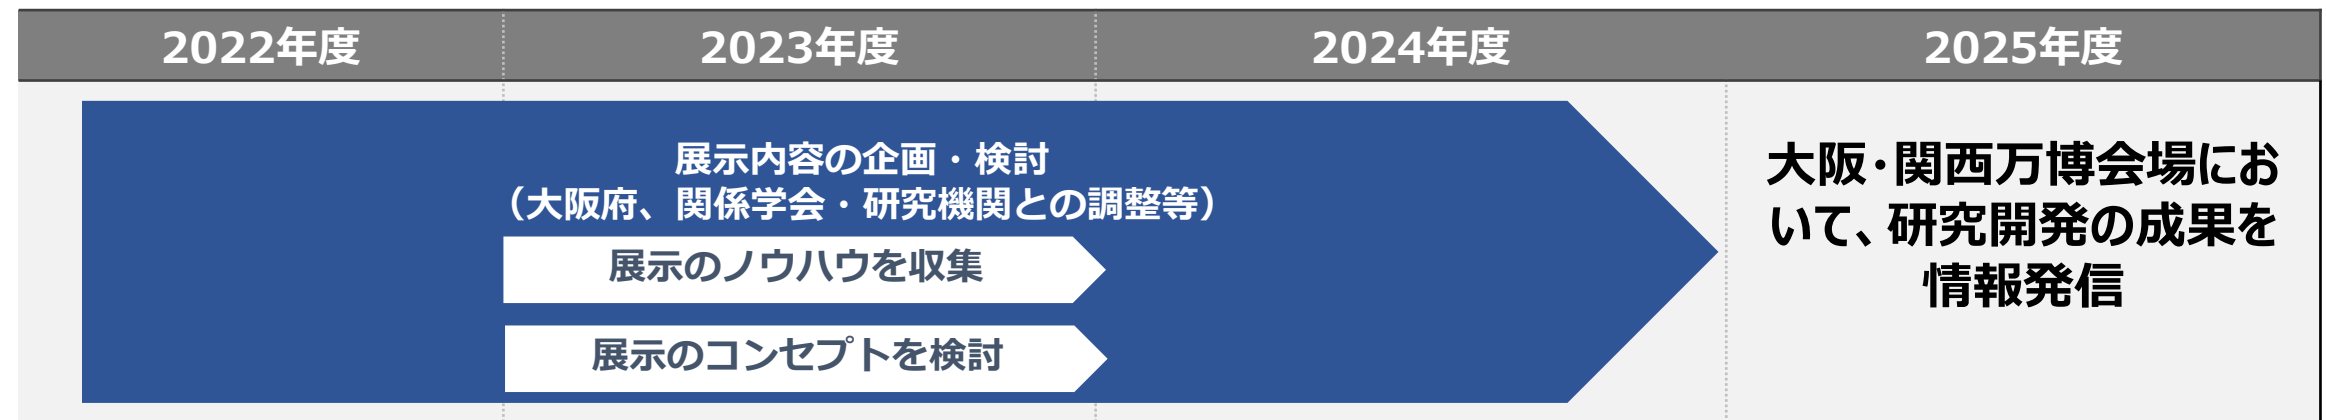 2022年度
2023年度
2024年度
2025年度
展示内容の企画・検討
（大阪府、関係学会・研究機関との調整等）
展示のノウハウを収集
展示のコンセプトを検討
大阪・関西万博会場にお
いて、研究開発の成果を
情報発信